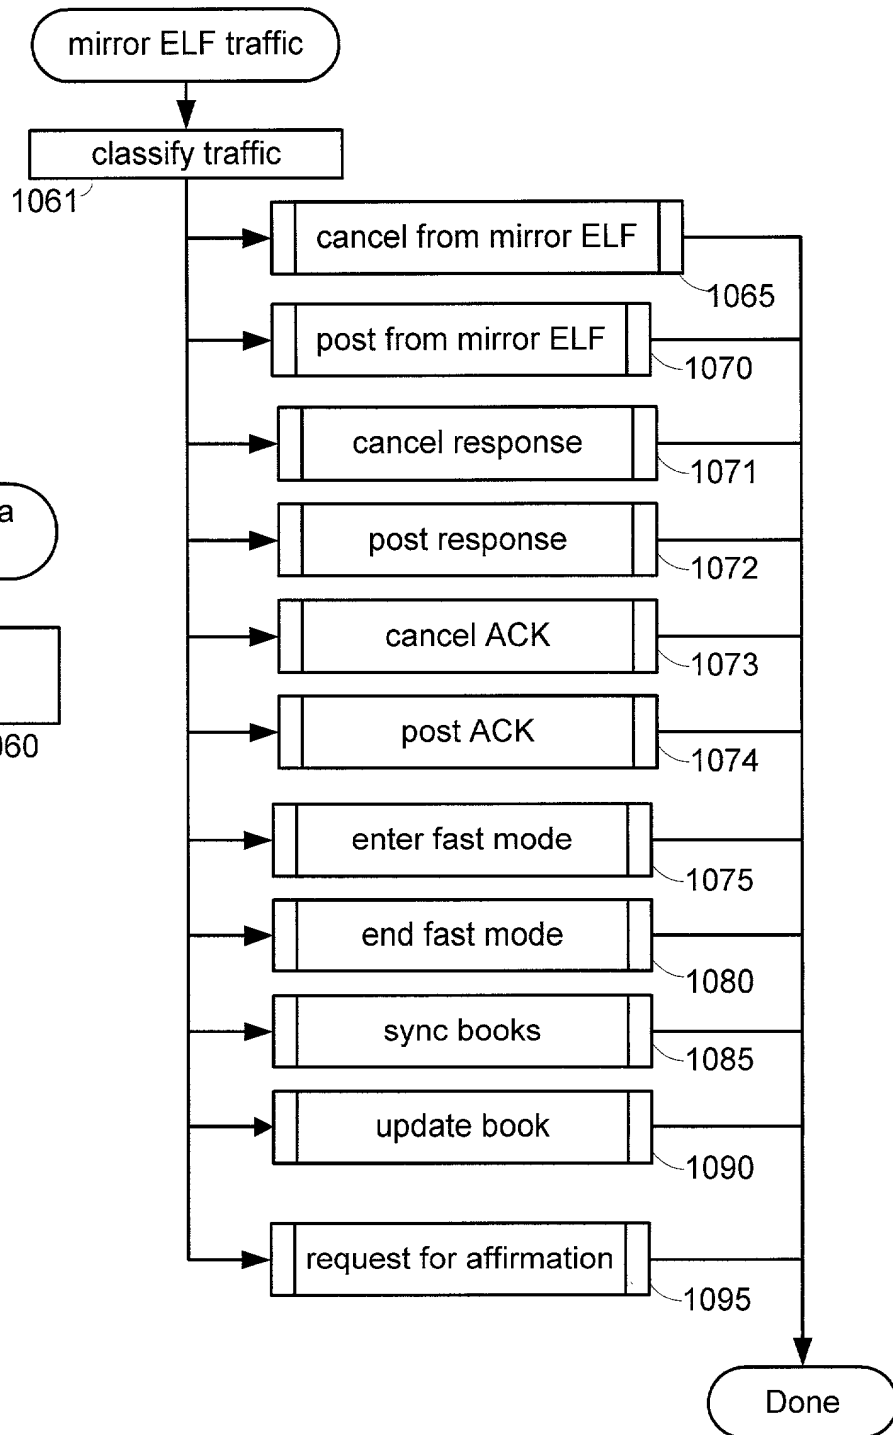 mirror ELF traffic
classify traffic
1061
cancel from mirror ELF
1065
post from mirror ELF
1070
cancel response
1071
a
post response
1072
cancel ACK
1073
post ACK
1074
060
enter fast mode
1075
end fast mode
1080
sync books
1085
update book
1090
request for affirmation
1095
Done